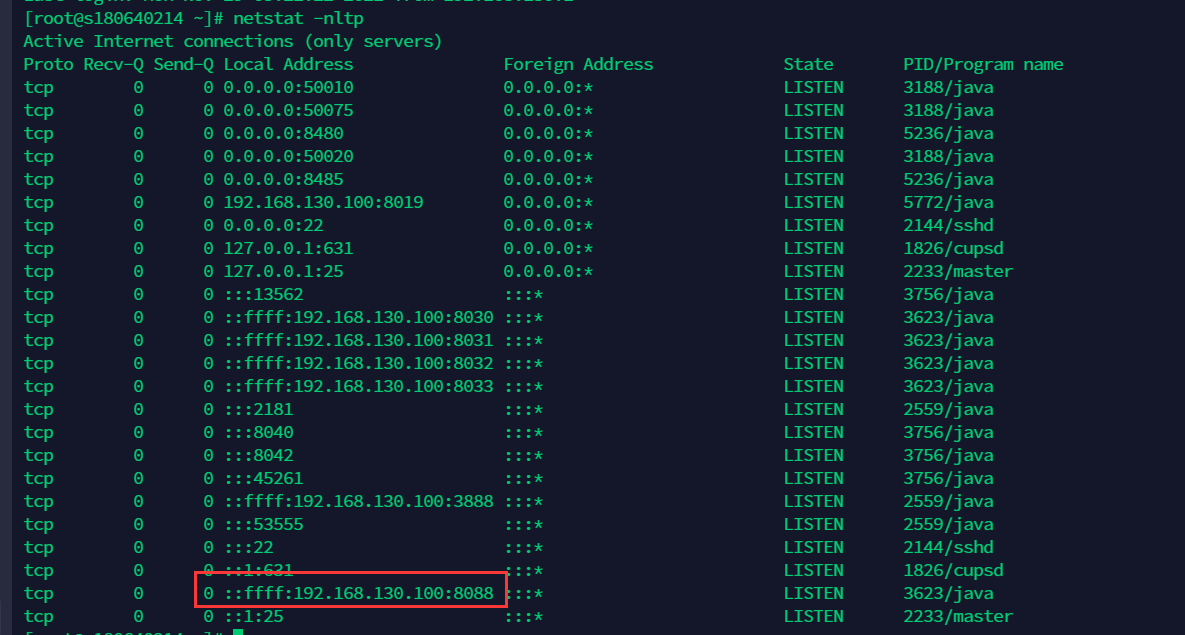 [root@s180640214 ~]# netstat -nltp
Active Internet connections (only servers)
Proto Recv-Q Send-Q Local Address               Foreign Address             State       PID/Program name
tcp        0      0 0.0.0.0:50010               0.0.0.0:*                   LISTEN      3188/java
tcp        0      0 0.0.0.0:50075               0.0.0.0:*                   LISTEN      3188/java
tcp        0      0 0.0.0.0:8480                0.0.0.0:*                   LISTEN      5236/java
tcp        0      0 0.0.0.0:50020               0.0.0.0:*                   LISTEN      3188/java
tcp        0      0 0.0.0.0:8485                0.0.0.0:*                   LISTEN      5236/java
tcp        0      0 192.168.130.100:8019        0.0.0.0:*                   LISTEN      5772/java
tcp        0      0 0.0.0.0:22                  0.0.0.0:*                   LISTEN      2144/sshd
tcp        0      0 127.0.0.1:631               0.0.0.0:*                   LISTEN      1826/cupsd
tcp        0      0 127.0.0.1:25                0.0.0.0:*                   LISTEN      2233/master
tcp        0      0 :::13562                    :::*                        LISTEN      3756/java
tcp        0      0 ::ffff:192.168.130.100:8030 :::*                        LISTEN      3623/java
tcp        0      0 ::ffff:192.168.130.100:8031 :::*                        LISTEN      3623/java
tcp        0      0 ::ffff:192.168.130.100:8032 :::*                        LISTEN      3623/java
tcp        0      0 ::ffff:192.168.130.100:8033 :::*                        LISTEN      3623/java
tcp        0      0 :::2181                     :::*                        LISTEN      2559/java
tcp        0      0 :::8040                     :::*                        LISTEN      3756/java
tcp        0      0 :::8042                     :::*                        LISTEN      3756/java
tcp        0      0 :::45261                    :::*                        LISTEN      3756/java
tcp        0      0 ::ffff:192.168.130.100:3888 :::*                        LISTEN      2559/java
tcp        0      0 :::53555                    :::*                        LISTEN      2559/java
tcp        0      0 :::22                       :::*                        LISTEN      2144/sshd
tcp        0      0 ::1:631                     :::*                        LISTEN      1826/cupsd
tcp        0      0 ::ffff:192.168.130.100:8088 :::*                        LISTEN      3623/java
tcp        0      0 ::1:25                      :::*                        LISTEN      2233/master